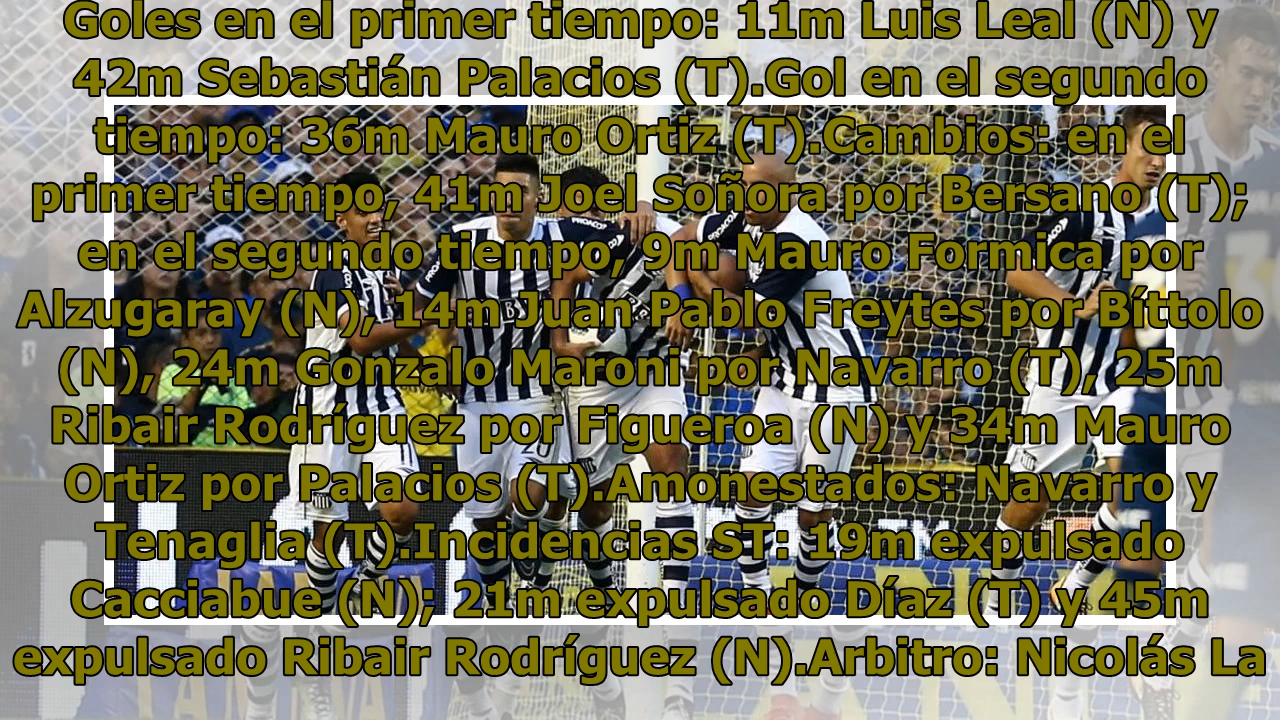 Goles en el primer tiempo: 11m Luis Leal (N) y
42m Sebastián Palacios (T).Gol en el segundo
tiempo: 36m Mauro Ortiz (T).Cambios: en el
primer tiempo, 41m Joel Soñora por Bersano (T);
en el segundo tiempo, 9m Mauro Formica por
Alzugaray (N), 14m Juan Pablo Freytes por Bíttolo
(N), 24m Gonzalo Maroni por Navarro (T), 25m
Ribair Rodríguez por Figueroa (N) y 34m Mauro
Ortiz por Palacios (T).Amonestados: Navarro y
Tenaglia (T).Incidencias ST: 19m expulsado
Cacciabue (N); 21m expulsado Díaz (T) y 45m
expulsado Ribair Rodríguez (N).Arbitro: Nicolás La